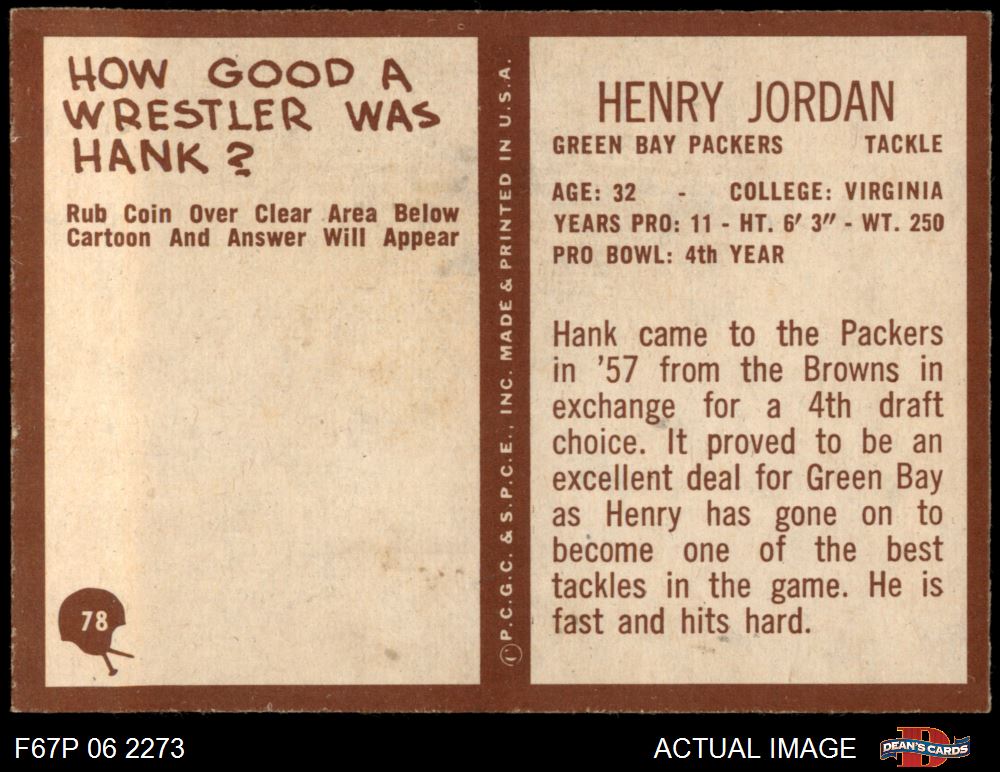 HOW GOOD A
WRESTLER WAS
HANK?
Rub Coin Over Clear Area Below
Cartoon And Answer Will Appear
78
P.C.G.C. & S.P.C.E., INC. MADE & PRINTED IN U.S.A.
HENRY JORDAN
GREEN BAY PACKERS TACKLE
AGE: 32 - COLLEGE: VIRGINIA
YEARS PRO: 11 - HT. 6′ 3″ - WT. 250
PRO BOWL: 4th YEAR
Hank came to the Packers
in '57 from the Browns in
exchange for a 4th draft
choice. It proved to be an
excellent deal for Green Bay
as Henry has gone on to
become one of the best
tackles in the game. He is
fast and hits hard.
F67P 06 2273
ACTUAL IMAGE
DEAN'S CARDS